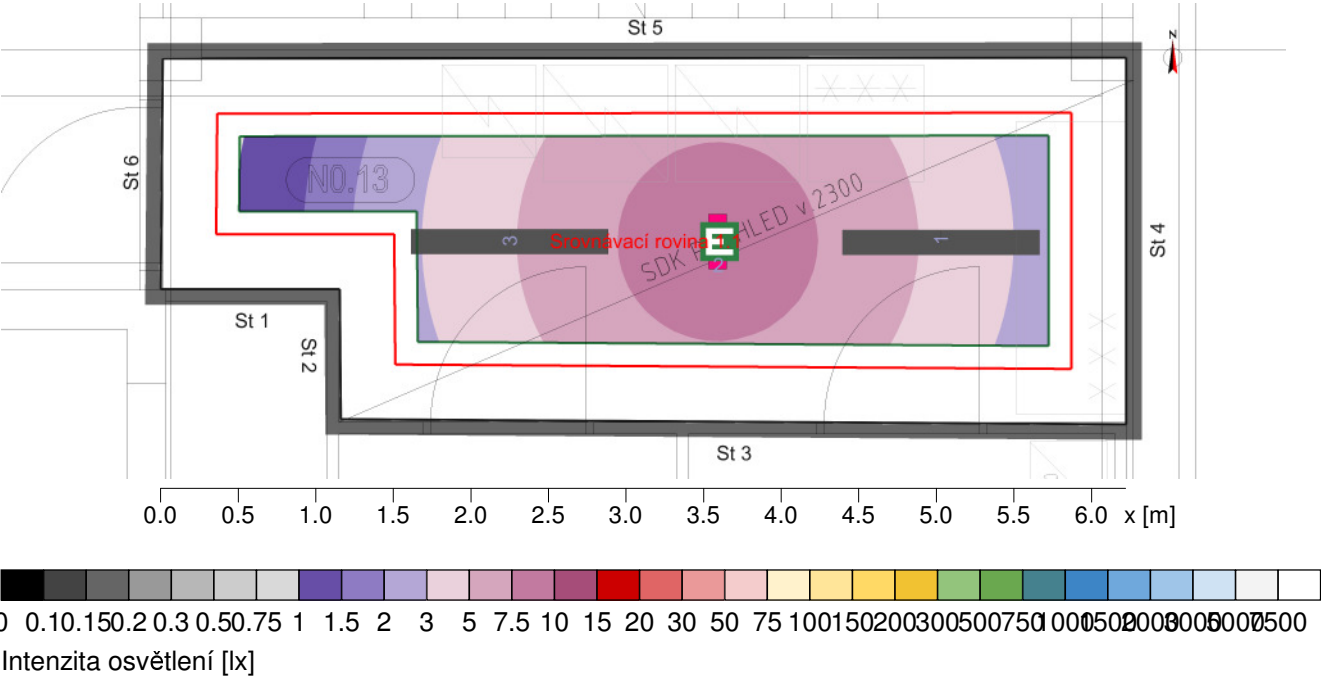 St 5
z
St 6
N0.13
SDK HLED v.2300
Srovnávací rovina 1.1
3
E
2
1
St 4
St 1
St 2
St 3
0.0 0.5 1.0 1.5 2.0 2.5 3.0 3.5 4.0 4.5 5.0 5.5 6.0 x [m]
0 0.1 0.15 0.2 0.3 0.5 0.75 1 1.5 2 3 5 7.5 10 15 20 30 50 75 100 150 200 300 500 750 1000 1500 2000 3000 5000 7500
Intenzita osvětlení [lx]